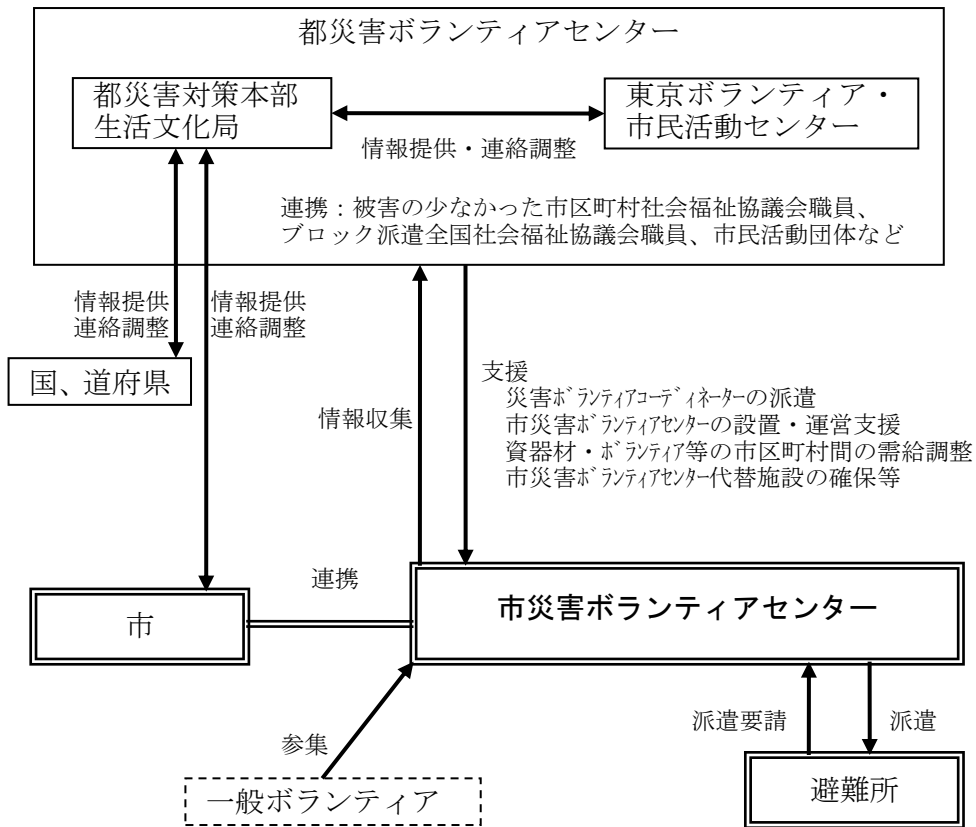 都災害ボランティアセンター
都災害対策本部
生活文化局
東京ボランティア・
市民活動センター
情報提供・連絡調整
連携：被害の少なかった市区町村社会福祉協議会職員、
ブロック派遣全国社会福祉協議会職員、市民活動団体など
情報提供
連絡調整
情報提供
連絡調整
国、道府県
情報収集
支援
災害ﾎﾞﾗﾝﾃｨｱｺｰﾃﾞｨﾈｰﾀｰの派遣
市災害ﾎﾞﾗﾝﾃｨｱｾﾝﾀｰの設置・運営支援
資器材・ﾎﾞﾗﾝﾃｨｱ等の市区町村間の需給調整
市災害ﾎﾞﾗﾝﾃｨｱｾﾝﾀｰ代替施設の確保等
市
連携
市災害ボランティアセンター
参集
一般ボランティア
派遣要請
派遣
避難所